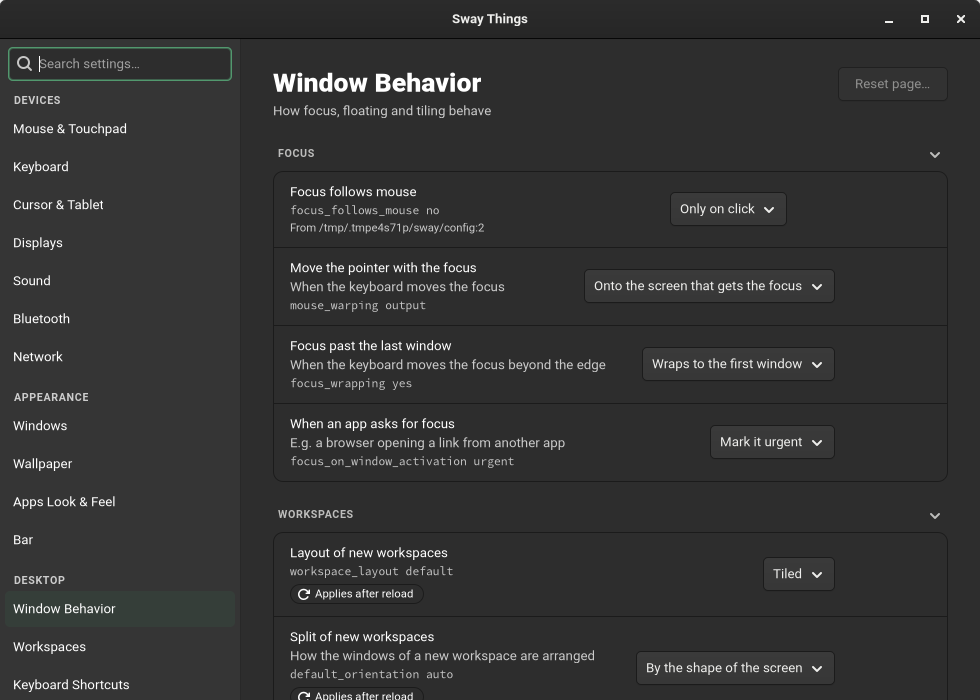 Sway Things
Search settings…
DEVICES
Mouse & Touchpad
Keyboard
Cursor & Tablet
Displays
Sound
Bluetooth
Network
APPEARANCE
Windows
Wallpaper
Apps Look & Feel
Bar
DESKTOP
Window Behavior
Workspaces
Keyboard Shortcuts
Window Behavior
Reset page…
How focus, floating and tiling behave
FOCUS
Focus follows mouse
focus_follows_mouse no
From /tmp/.tmpe4s71p/sway/config:2
Only on click
Move the pointer with the focus
When the keyboard moves the focus
mouse_warping output
Onto the screen that gets the focus
Focus past the last window
When the keyboard moves the focus beyond the edge
focus_wrapping yes
Wraps to the first window
When an app asks for focus
E.g. a browser opening a link from another app
focus_on_window_activation urgent
Mark it urgent
WORKSPACES
Layout of new workspaces
workspace_layout default
Applies after reload
Tiled
Split of new workspaces
How the windows of a new workspace are arranged
default_orientation auto
Applies after reload
By the shape of the screen